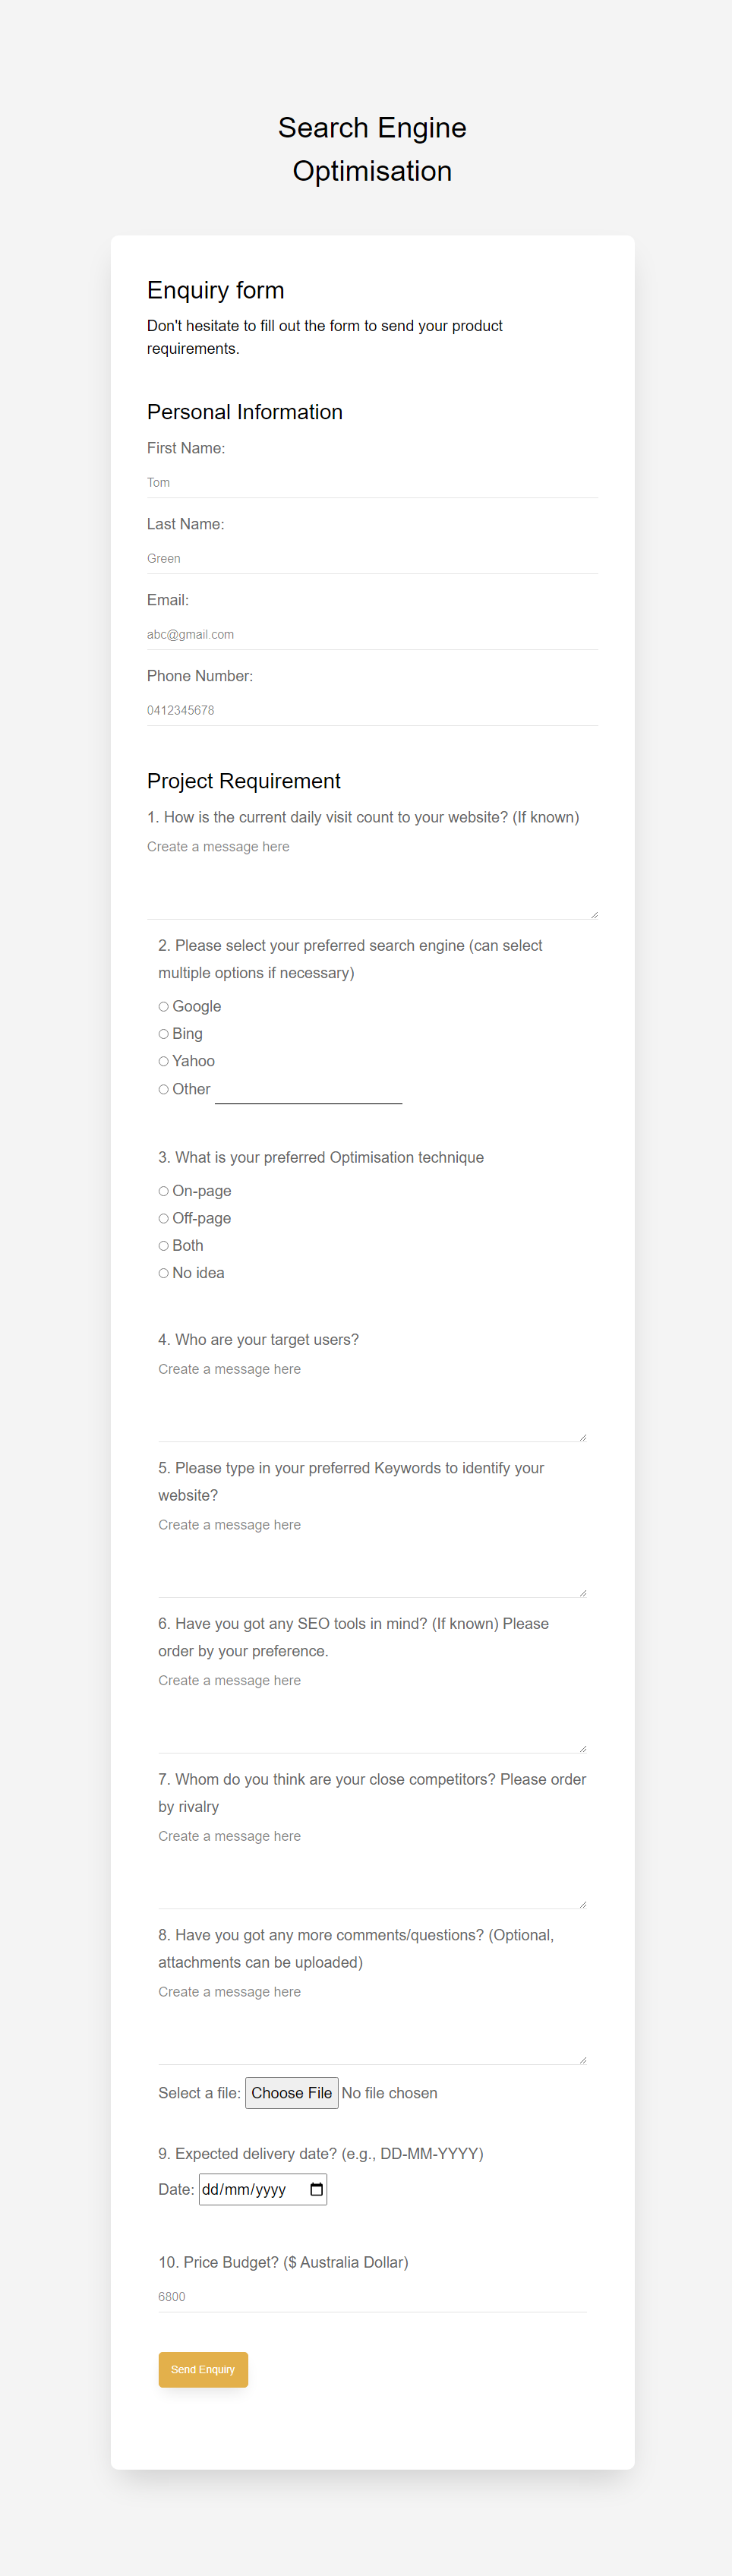 Search Engine
Optimisation
Enquiry form
Don't hesitate to fill out the form to send your product
requirements.
Personal Information
First Name:
Tom
Last Name:
Green
Email:
abc@gmail.com
Phone Number:
0412345678
Project Requirement
1. How is the current daily visit count to your website? (If known)
Create a message here
2. Please select your preferred search engine (can select
multiple options if necessary)
Google
Bing
Yahoo
Other
3. What is your preferred Optimisation technique
On-page
Off-page
Both
No idea
4. Who are your target users?
Create a message here
5. Please type in your preferred Keywords to identify your
website?
Create a message here
6. Have you got any SEO tools in mind? (If known) Please
order by your preference.
Create a message here
7. Whom do you think are your close competitors? Please order
by rivalry
Create a message here
8. Have you got any more comments/questions? (Optional,
attachments can be uploaded)
Create a message here
Select a file: Choose File No file chosen
9. Expected delivery date? (e.g., DD-MM-YYYY)
Date: dd/mm/yyyy
10. Price Budget? ($ Australia Dollar)
6800
Send Enquiry